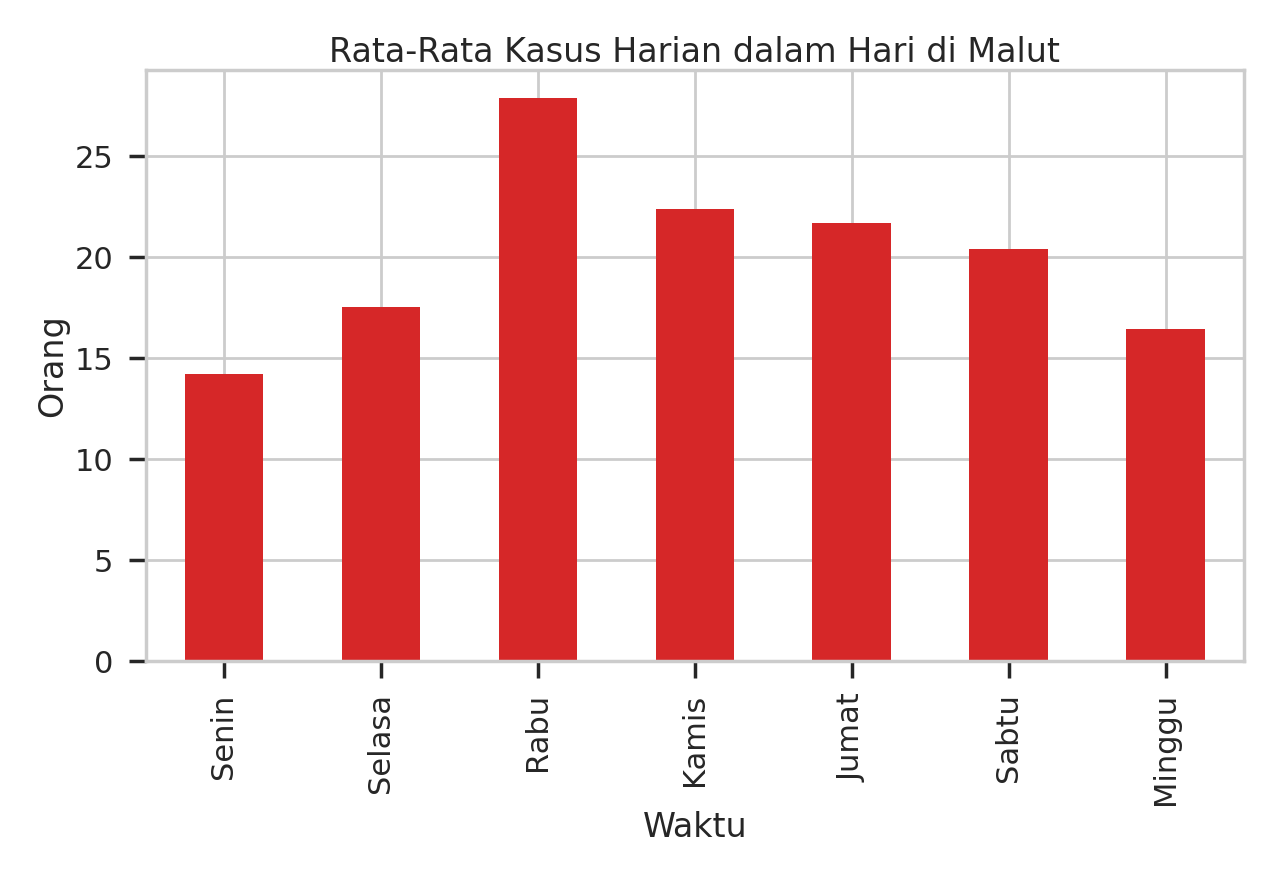 Rata-Rata Kasus Harian dalam Hari di Malut
Orang
25
20
15
10
5
0
Senin
Selasa
Rabu
Kamis
Jumat
Sabtu
Minggu
Waktu